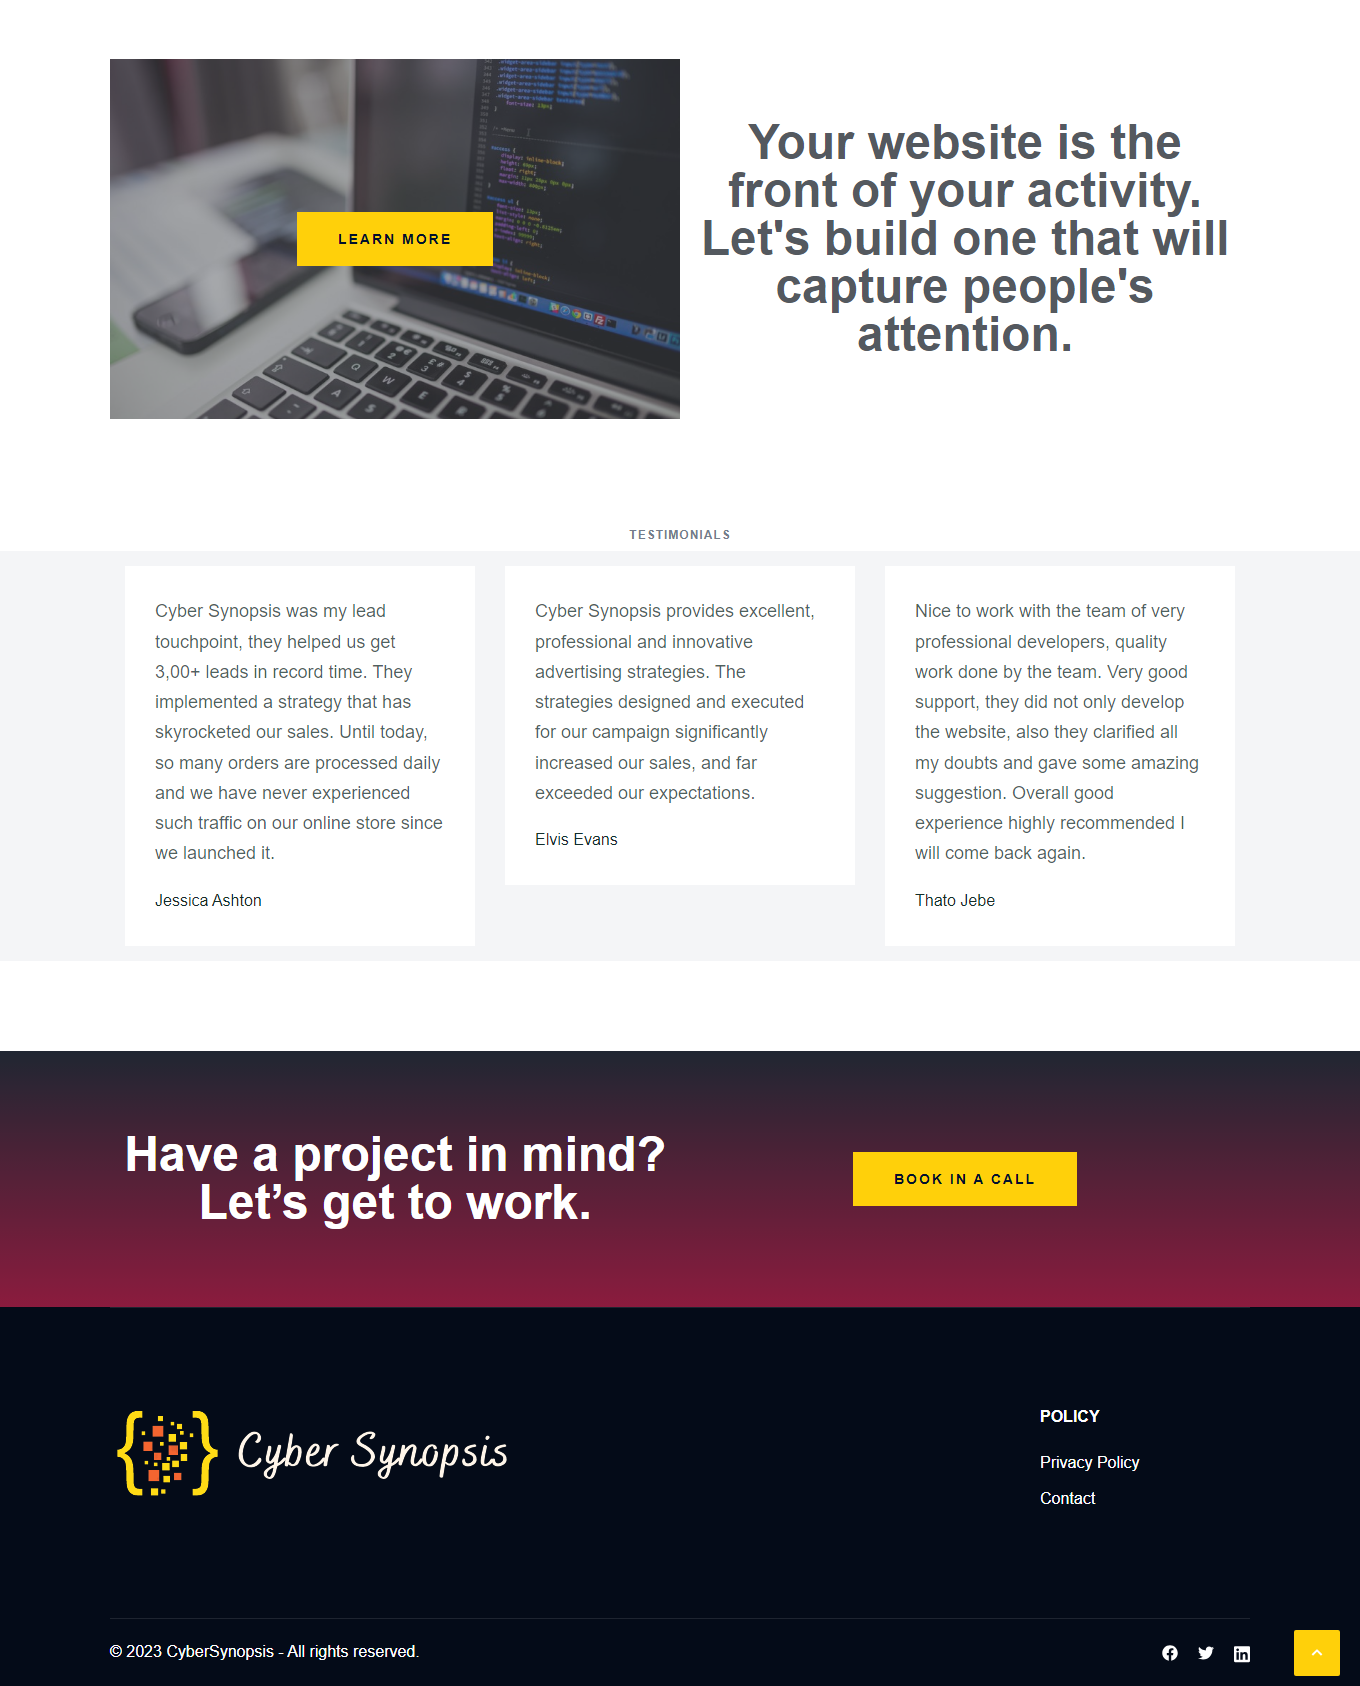 LEARN MORE
Your website is the
front of your activity.
Let's build one that will
capture people's
attention.
TESTIMONIALS
Cyber Synopsis was my lead
touchpoint, they helped us get
3,00+ leads in record time. They
implemented a strategy that has
skyrocketed our sales. Until today,
so many orders are processed daily
and we have never experienced
such traffic on our online store since
we launched it.
Jessica Ashton
Cyber Synopsis provides excellent,
professional and innovative
advertising strategies. The
strategies designed and executed
for our campaign significantly
increased our sales, and far
exceeded our expectations.
Elvis Evans
Nice to work with the team of very
professional developers, quality
work done by the team. Very good
support, they did not only develop
the website, also they clarified all
my doubts and gave some amazing
suggestion. Overall good
experience highly recommended I
will come back again.
Thato Jebe
Have a project in mind?
Let’s get to work.
BOOK IN A CALL
{ } Cyber Synopsis
POLICY
Privacy Policy
Contact
© 2023 CyberSynopsis - All rights reserved.